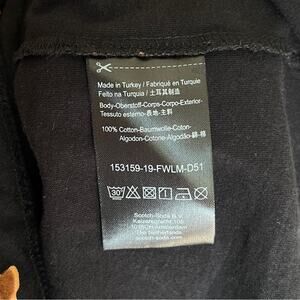 Made in Turkey / Fabriqué en Turquie
Feito na Turquia / 土耳其制造
Body-Oberstoff-Corps-Corpo-Exterior-
Tessuto esterno-表地-主料
100% Cotton-Baumwolle-Coton-
Algodon-Cotone-Algodão-綿-棉
153159-19-FWLM-D51
30
Scotch-Soda B.V.
Keizersgracht
Amsterdam
The Netherlands
scotch-soda.com